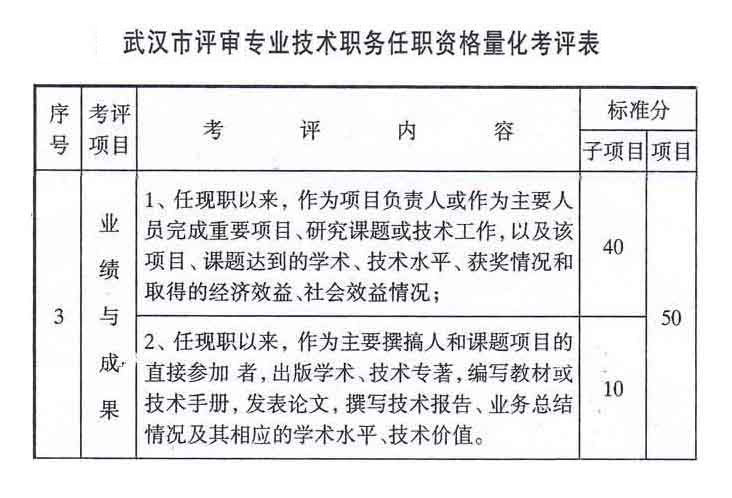 武汉市评审专业技术职务任职资格量化考评表
序号
考评项目
考 评 内 容
标准分
子项目
项目
3
业绩与成果
1、任现职以来，作为项目负责人或作为主要人
员完成重要项目、研究课题或技术工作，以及该
项目、课题达到的学术、技术水平、获奖情况和
取得的经济效益、社会效益情况；
40
50
2、任现职以来，作为主要撰搞人和课题项目的
直接参加 者，出版学术、技术专著，编写教材或
技术手册，发表论文，撰写技术报告、业务总结
情况及其相应的学术水平、技术价值。
10